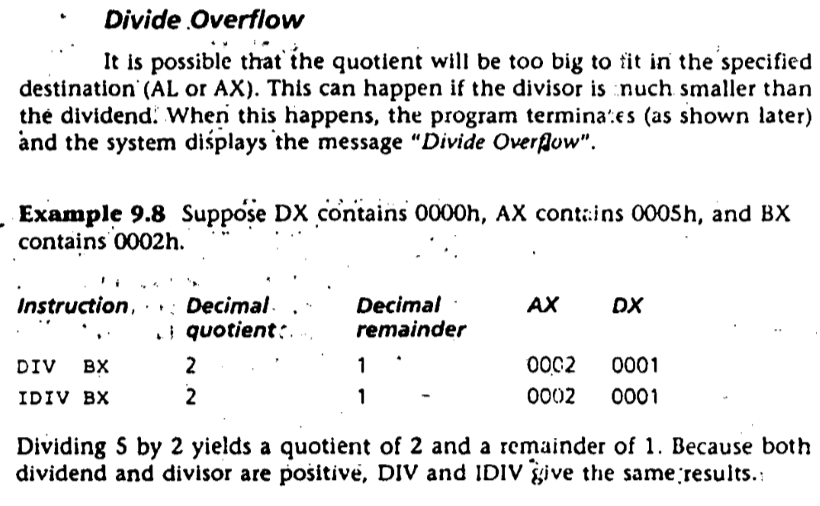 Divide Overflow
It is possible that the quotient will be too big to fit in the specified
destination (AL or AX). This can happen if the divisor is much smaller than
the dividend. When this happens, the program terminates (as shown later)
and the system displays the message "Divide Overflow".
Example 9.8 Suppose DX contains 0000h, AX contains 0005h, and BX
contains 0002h.
Instruction Decimal Decimal AX DX
quotient remainder
DIV BX 2 1 0002 0001
IDIV BX 2 1 0002 0001
Dividing 5 by 2 yields a quotient of 2 and a remainder of 1. Because both
dividend and divisor are positive, DIV and IDIV give the same results.